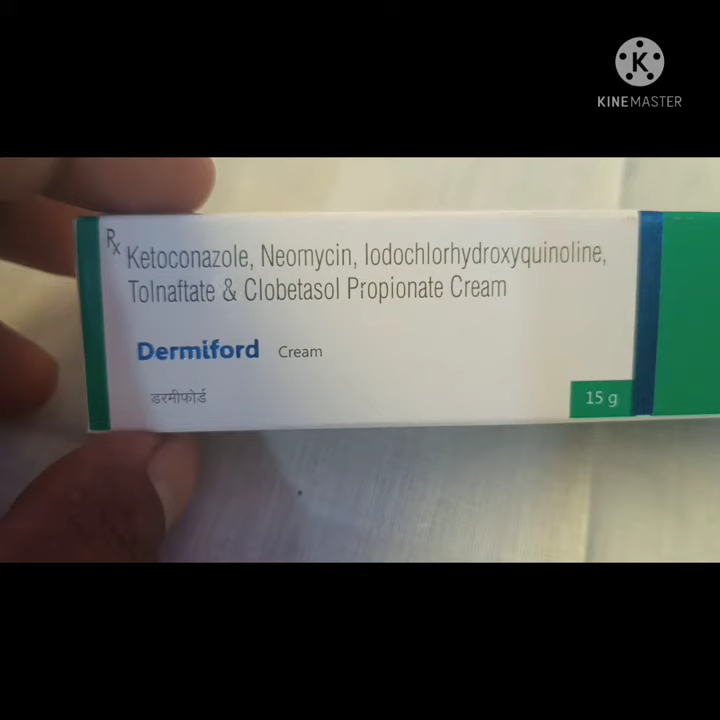 KINEMASTER
Rx Ketoconazole, Neomycin, Iodochlorhydroxyquinoline,
Tolnaftate & Clobetasol Propionate Cream
Dermiford Cream
डरमीफोर्ड
15 g